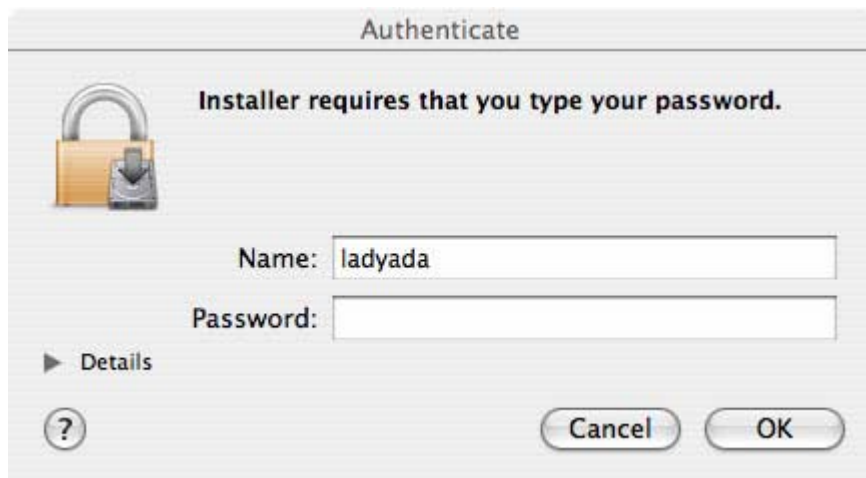 Authenticate
Installer requires that you type your password.
Name: ladyada
Password:
Details
? Cancel OK